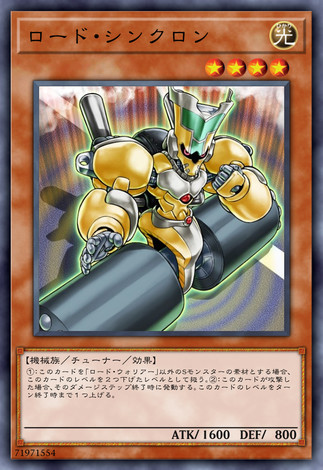 ロード・シンクロン
光
【機械族／チューナー／効果】
①：このカードを「ロード・ウォリアー」以外のSモンスターの素材とする場合、
このカードのレベルを２つ下げたレベルとして扱う。②：このカードが攻撃し
た場合、そのダメージステップ終了時に発動する。このカードのレベルをター
ン終了時まで１つ上げる。
ATK/ 1600 DEF/ 800
71971554